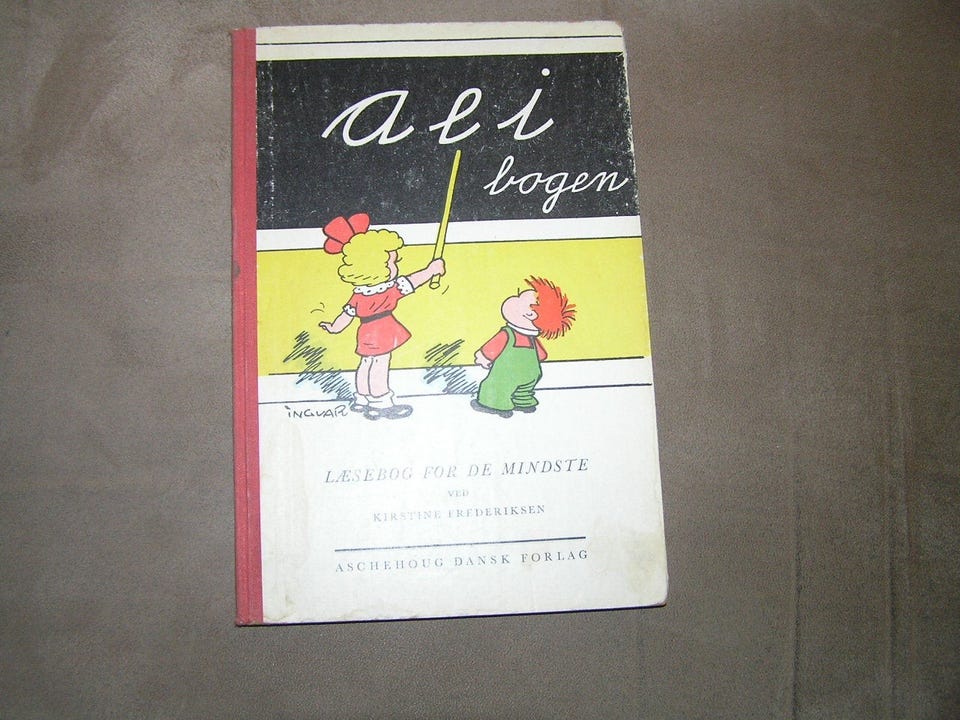 a e i
bogen
INGVAR
LÆSEBOG FOR DE MINDSTE
VED
KIRSTINE FREDERIKSEN
ASCHEHOUG DANSK FORLAG